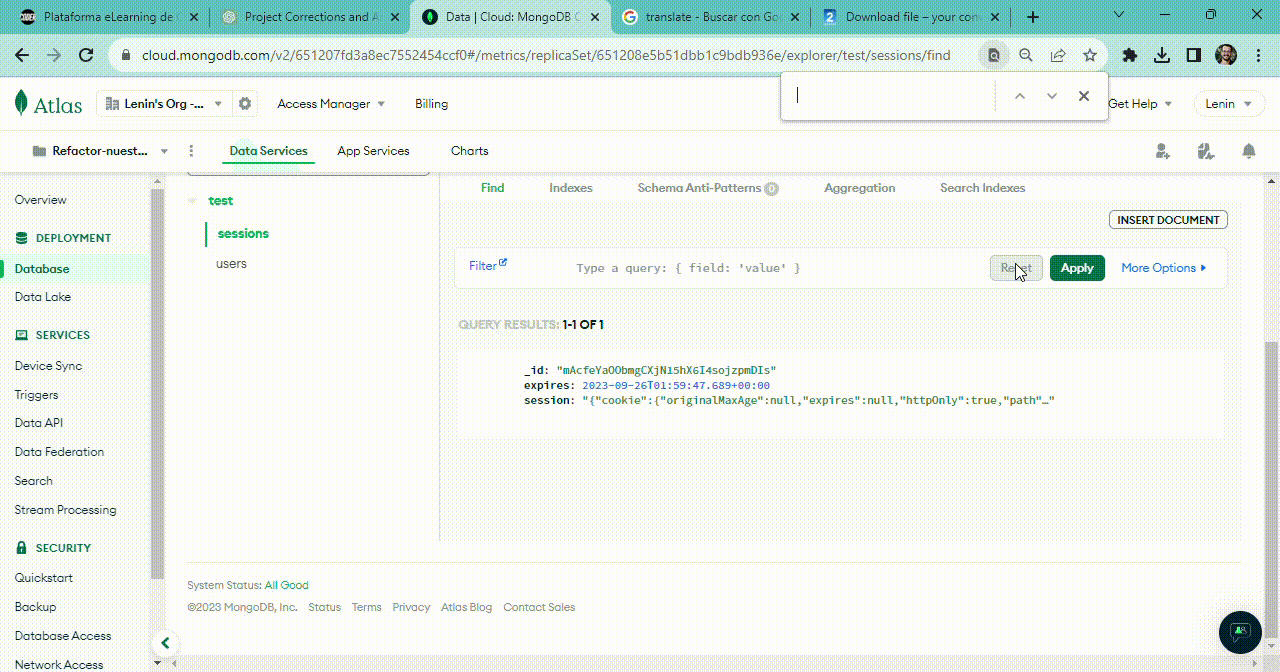 Plataforma eLearning de C
Project Corrections and A
Data | Cloud: MongoDB C
translate - Buscar con Goo
Download file – your con
cloud.mongodb.com/v2/651207fd3a8ec7552454ccf0#/metrics/replicaSet/651208e5b51dbb1c9bdb936e/explorer/test/sessions/find
Atlas
Lenin's Org -...
Access Manager
Billing
Get Help
Lenin
Refactor-nuest...
Data Services
App Services
Charts
Overview
DEPLOYMENT
Database
Data Lake
SERVICES
Device Sync
Triggers
Data API
Data Federation
Search
Stream Processing
SECURITY
Quickstart
Backup
Database Access
Network Access
test
sessions
users
Find
Indexes
Schema Anti-Patterns 0
Aggregation
Search Indexes
INSERT DOCUMENT
Filter
Type a query: { field: 'value' }
Reset
Apply
More Options
QUERY RESULTS: 1-1 OF 1
_id: "mAcfeYaOObmgCXjN15hX6I4sojzpmDIs"
expires: 2023-09-26T01:59:47.689+00:00
session: "{"cookie":{"originalMaxAge":null,"expires":null,"httpOnly":true,"path"…"
System Status: All Good
©2023 MongoDB, Inc.
Status
Terms
Privacy
Atlas Blog
Contact Sales